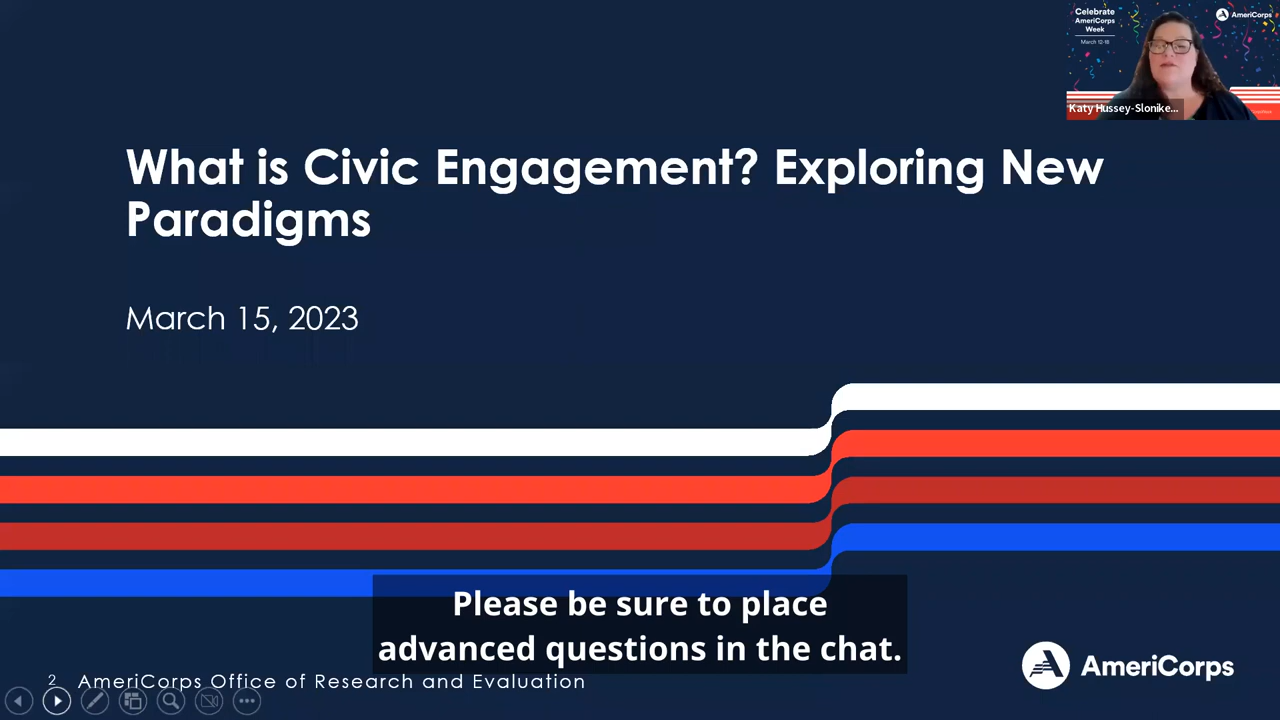 Celebrate
AmeriCorps
Week
March 12-18
AmeriCorps
Katy Hussey-Slonike...
What is Civic Engagement? Exploring New
Paradigms
March 15, 2023
Please be sure to place
advanced questions in the chat.
2 AmeriCorps Office of Research and Evaluation
AmeriCorps